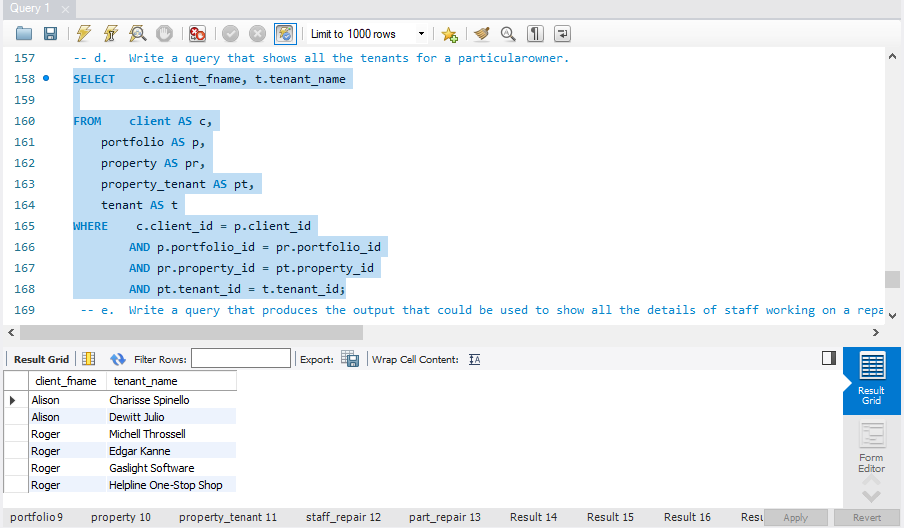 Query 1
Limit to 1000 rows
157 -- d. Write a query that shows all the tenants for a particularowner.
158 SELECT c.client_fname, t.tenant_name
159
160 FROM client AS c,
161 portfolio AS p,
162 property AS pr,
163 property_tenant AS pt,
164 tenant AS t
165 WHERE c.client_id = p.client_id
166 AND p.portfolio_id = pr.portfolio_id
167 AND pr.property_id = pt.property_id
168 AND pt.tenant_id = t.tenant_id;
169 -- e. Write a query that produces the output that could be used to show all the details of staff working on a repa
Result Grid Filter Rows: Export: Wrap Cell Content:
client_fname tenant_name
Alison Charisse Spinello
Alison Dewitt Julio
Roger Michell Throssell
Roger Edgar Kanne
Roger Gaslight Software
Roger Helpline One-Stop Shop
Result
Grid
Form
Editor
portfolio 9 property 10 property_tenant 11 staff_repair 12 part_repair 13 Result 14 Result 15 Result 16 Resu Apply Revert